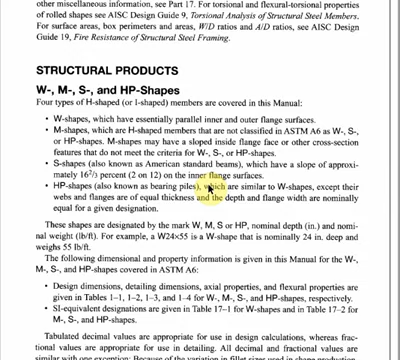 other miscellaneous information, see Part 17. For torsional and flexural-torsional properties
of rolled shapes see AISC Design Guide 9, Torsional Analysis of Structural Steel Members.
For surface areas, box perimeters and areas, W/D ratios and A/D ratios, see AISC Design
Guide 19, Fire Resistance of Structural Steel Framing.
STRUCTURAL PRODUCTS
W-, M-, S-, and HP-Shapes
Four types of H-shaped (or I-shaped) members are covered in this Manual:
• W-shapes, which have essentially parallel inner and outer flange surfaces.
• M-shapes, which are H-shaped members that are not classified in ASTM A6 as W-, S-,
or HP-shapes. M-shapes may have a sloped inside flange face or other cross-section
features that do not meet the criteria for W-, S-, or HP-shapes.
• S-shapes (also known as American standard beams), which have a slope of approxi-
mately 16²/₃ percent (2 on 12) on the inner flange surfaces.
• HP-shapes (also known as bearing piles), which are similar to W-shapes, except their
webs and flanges are of equal thickness and the depth and flange width are nominally
equal for a given designation.
These shapes are designated by the mark W, M, S or HP, nominal depth (in.) and nomi-
nal weight (lb/ft). For example, a W24×55 is a W-shape that is nominally 24 in. deep and
weighs 55 lb/ft.
The following dimensional and property information is given in this Manual for the W-,
M-, S-, and HP-shapes covered in ASTM A6:
• Design dimensions, detailing dimensions, axial properties, and flexural properties are
given in Tables 1–1, 1–2, 1–3, and 1–4 for W-, M-, S-, and HP-shapes, respectively.
• SI-equivalent designations are given in Table 17–1 for W-shapes and in Table 17–2 for
M-, S-, and HP-shapes.
Tabulated decimal values are appropriate for use in design calculations, whereas frac-
tional values are appropriate for use in detailing. All decimal and fractional values are
similar with one exception: Because of the variation in fillet sizes used in shape production